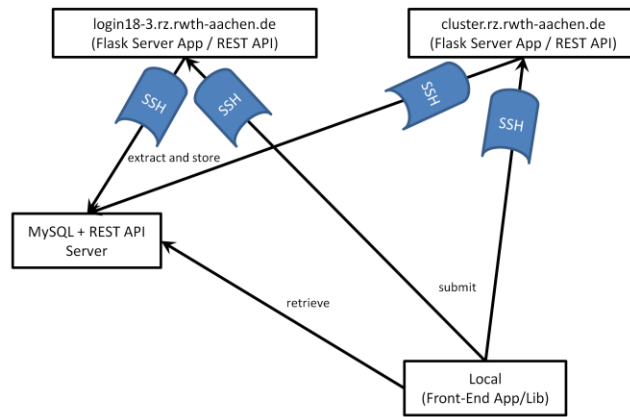 login18-3.rz.rwth-aachen.de
(Flask Server App / REST API)
cluster.rz.rwth-aachen.de
(Flask Server App / REST API)
SSH
SSH
SSH
SSH
extract and store
MySQL + REST API
Server
retrieve
submit
Local
(Front-End App/Lib)